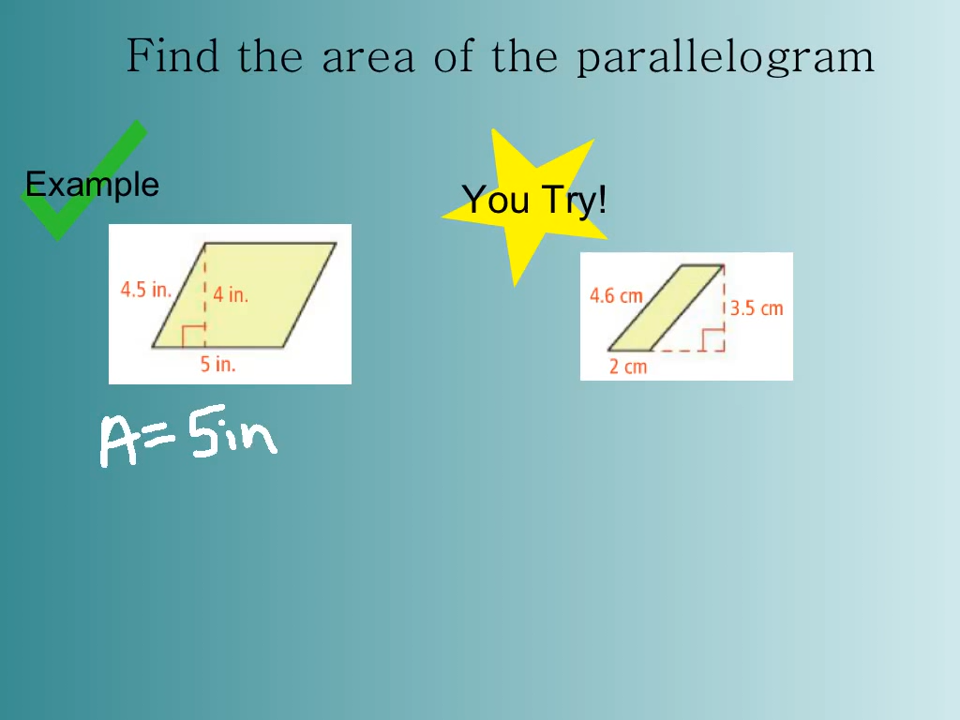 Find the area of the parallelogram
Example
You Try!
4.5 in.
4 in.
5 in.
4.6 cm
3.5 cm
2 cm
A = 5in